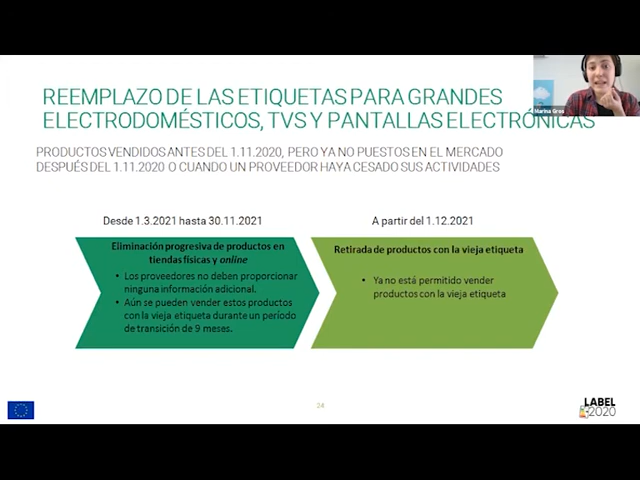 Marina Gros
REEMPLAZO DE LAS ETIQUETAS PARA GRANDES
ELECTRODOMÉSTICOS, TVS Y PANTALLAS ELECTRÓNICAS
PRODUCTOS VENDIDOS ANTES DEL 1.11.2020, PERO YA NO PUESTOS EN EL MERCADO
DESPUÉS DEL 1.11.2020 O CUANDO UN PROVEEDOR HAYA CESADO SUS ACTIVIDADES
Desde 1.3.2021 hasta 30.11.2021
Eliminación progresiva de productos en
tiendas físicas y online
• Los proveedores no deben proporcionar
ninguna información adicional.
• Aún se pueden vender estos productos
con la vieja etiqueta durante un período
de transición de 9 meses.
A partir del 1.12.2021
Retirada de productos con la vieja etiqueta
• Ya no está permitido vender
productos con la vieja etiqueta
24
LABEL
2020